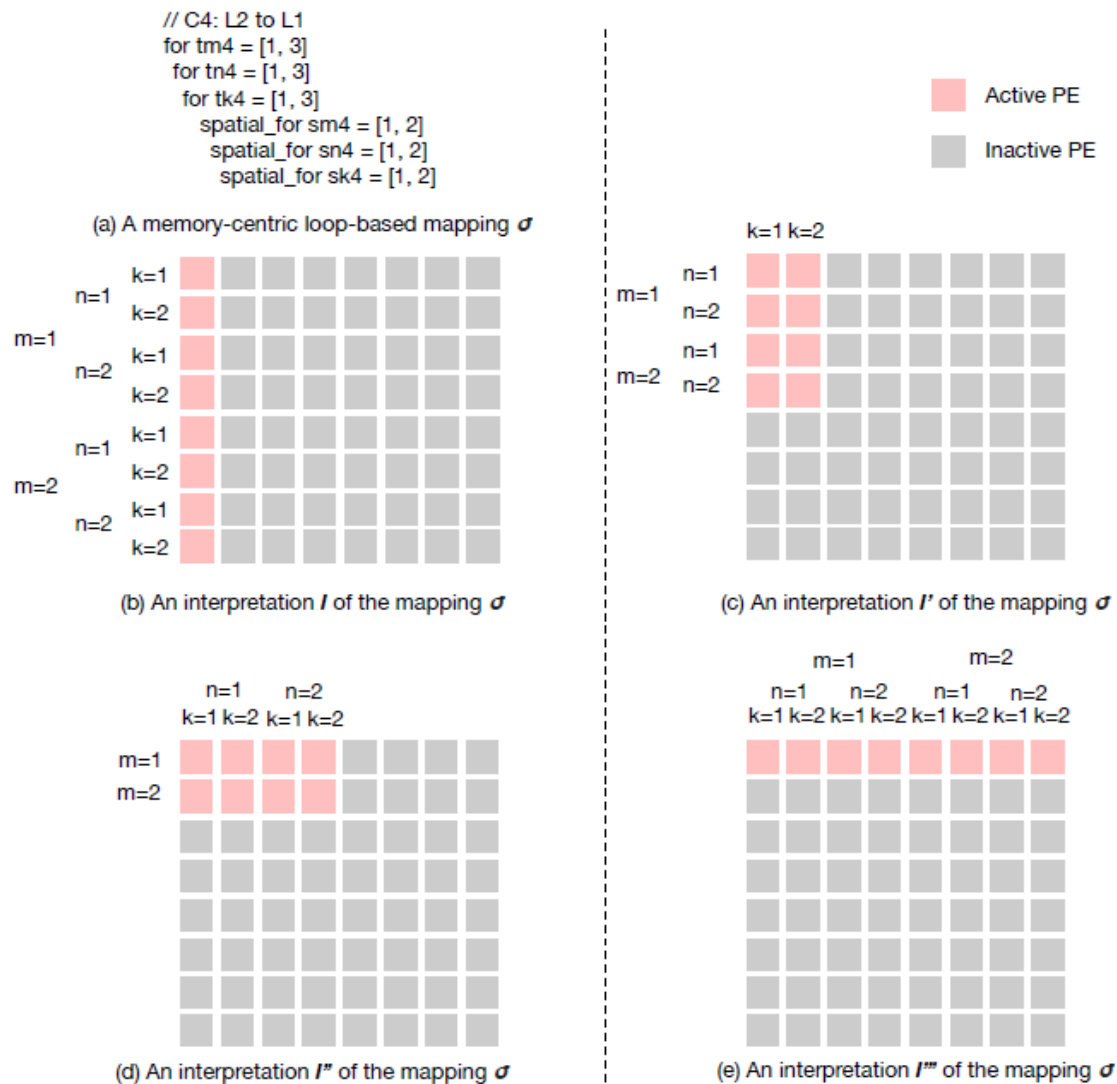 // C4: L2 to L1
for tm4 = [1, 3]
for tn4 = [1, 3]
for tk4 = [1, 3]
spatial_for sm4 = [1, 2]
spatial_for sn4 = [1, 2]
spatial_for sk4 = [1, 2]
(a) A memory-centric loop-based mapping σ
Active PE
Inactive PE
k=1
n=1
k=2
m=1
k=1
n=2
k=2
k=1
n=1
k=2
m=2
k=1
n=2
k=2
(b) An interpretation I of the mapping σ
k=1 k=2
n=1
m=1
n=2
n=1
m=2
n=2
(c) An interpretation I' of the mapping σ
n=1 n=2
k=1 k=2 k=1 k=2
m=1
m=2
(d) An interpretation I'' of the mapping σ
m=1 m=2
n=1 n=2 n=1 n=2
k=1 k=2 k=1 k=2 k=1 k=2 k=1 k=2
(e) An interpretation I''' of the mapping σ